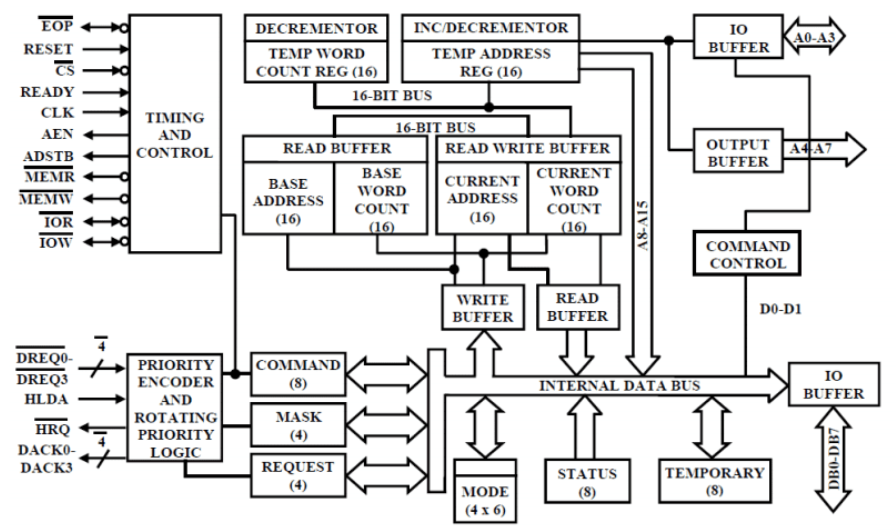 EOP
RESET
CS
READY
CLK
AEN
ADSTB
MEMR
MEMW
IOR
IOW
TIMING
AND
CONTROL
DECREMENTOR
TEMP WORD
COUNT REG (16)
INC/DECREMENTOR
TEMP ADDRESS
REG (16)
16-BIT BUS
16-BIT BUS
READ BUFFER
BASE
ADDRESS
(16)
BASE
WORD
COUNT
(16)
READ WRITE BUFFER
CURRENT
ADDRESS
(16)
CURRENT
WORD
COUNT
(16)
A8-A15
IO
BUFFER
A0-A3
OUTPUT
BUFFER
A4-A7
COMMAND
CONTROL
D0-D1
WRITE
BUFFER
READ
BUFFER
4
DREQ0-
DREQ3
HLDA
HRQ
4
DACK0-
DACK3
PRIORITY
ENCODER
AND
ROTATING
PRIORITY
LOGIC
COMMAND
(8)
MASK
(4)
REQUEST
(4)
INTERNAL DATA BUS
IO
BUFFER
DB0-DB7
MODE
(4 x 6)
STATUS
(8)
TEMPORARY
(8)